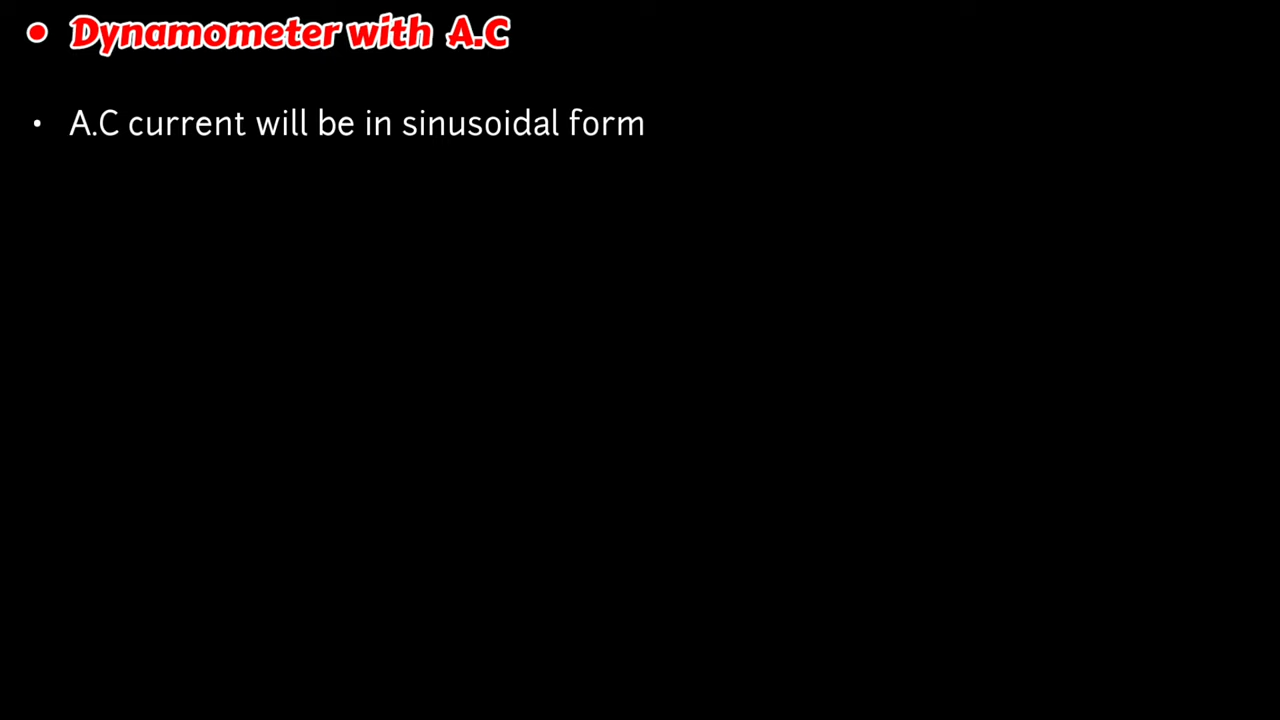 • Dynamometer with A.C
• A.C current will be in sinusoidal form